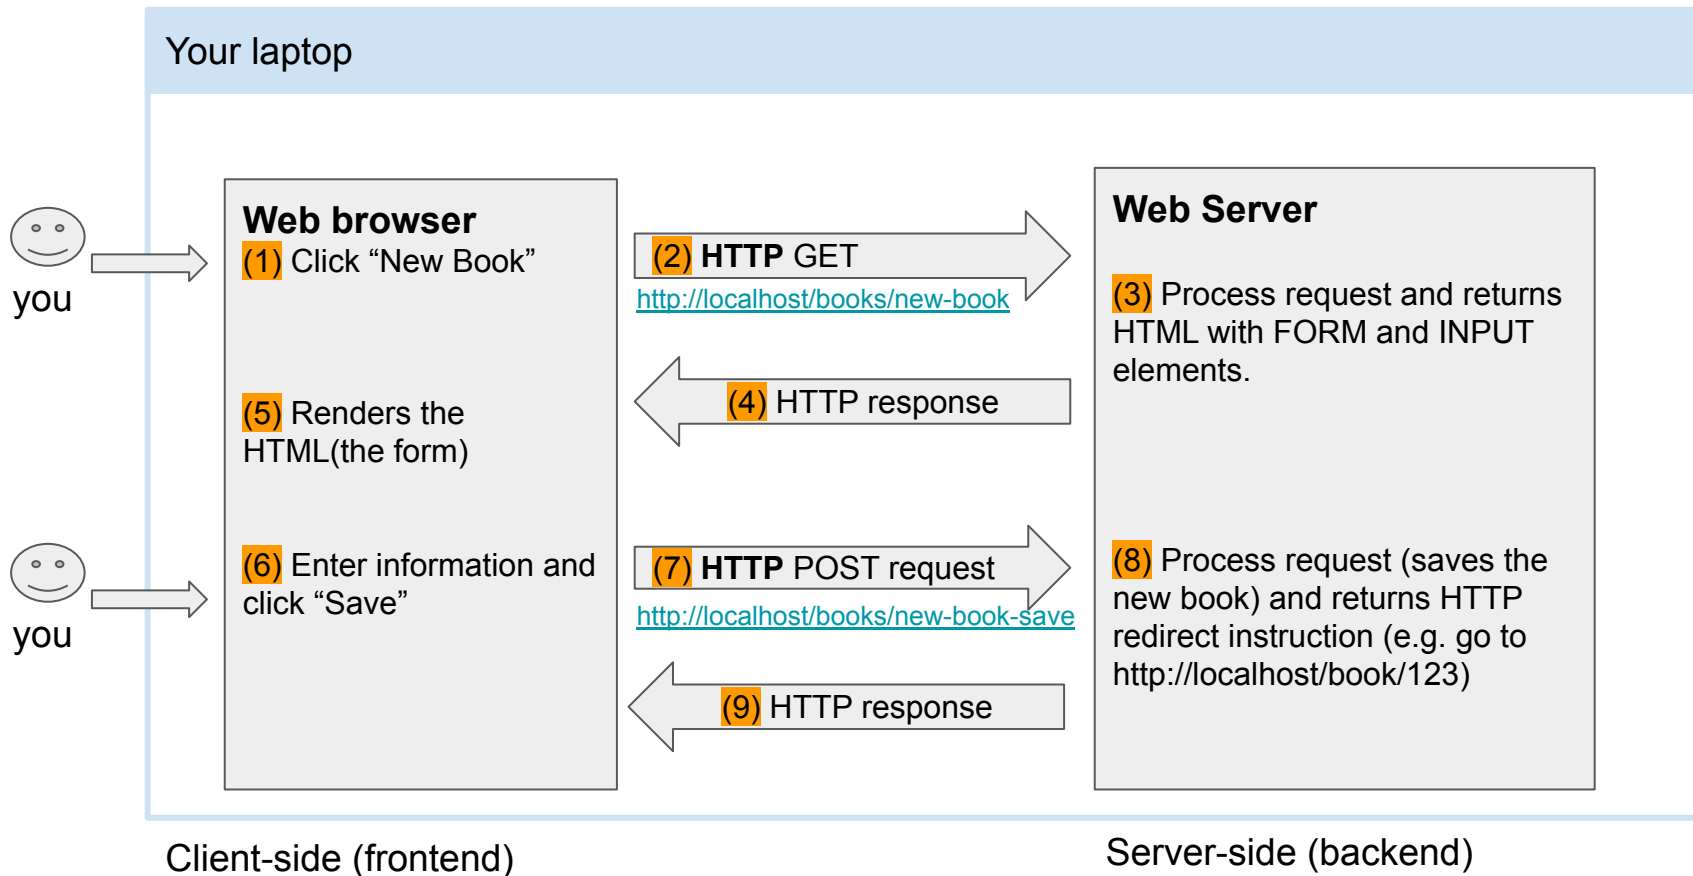 Your laptop
you
Web browser
(1) Click “New Book”
(2) HTTP GET
http://localhost/books/new-book
Web Server
(3) Process request and returns
HTML with FORM and INPUT
elements.
(4) HTTP response
(5) Renders the
HTML(the form)
you
(6) Enter information and
click “Save”
(7) HTTP POST request
http://localhost/books/new-book-save
(8) Process request (saves the
new book) and returns HTTP
redirect instruction (e.g. go to
http://localhost/book/123)
(9) HTTP response
Client-side (frontend)
Server-side (backend)